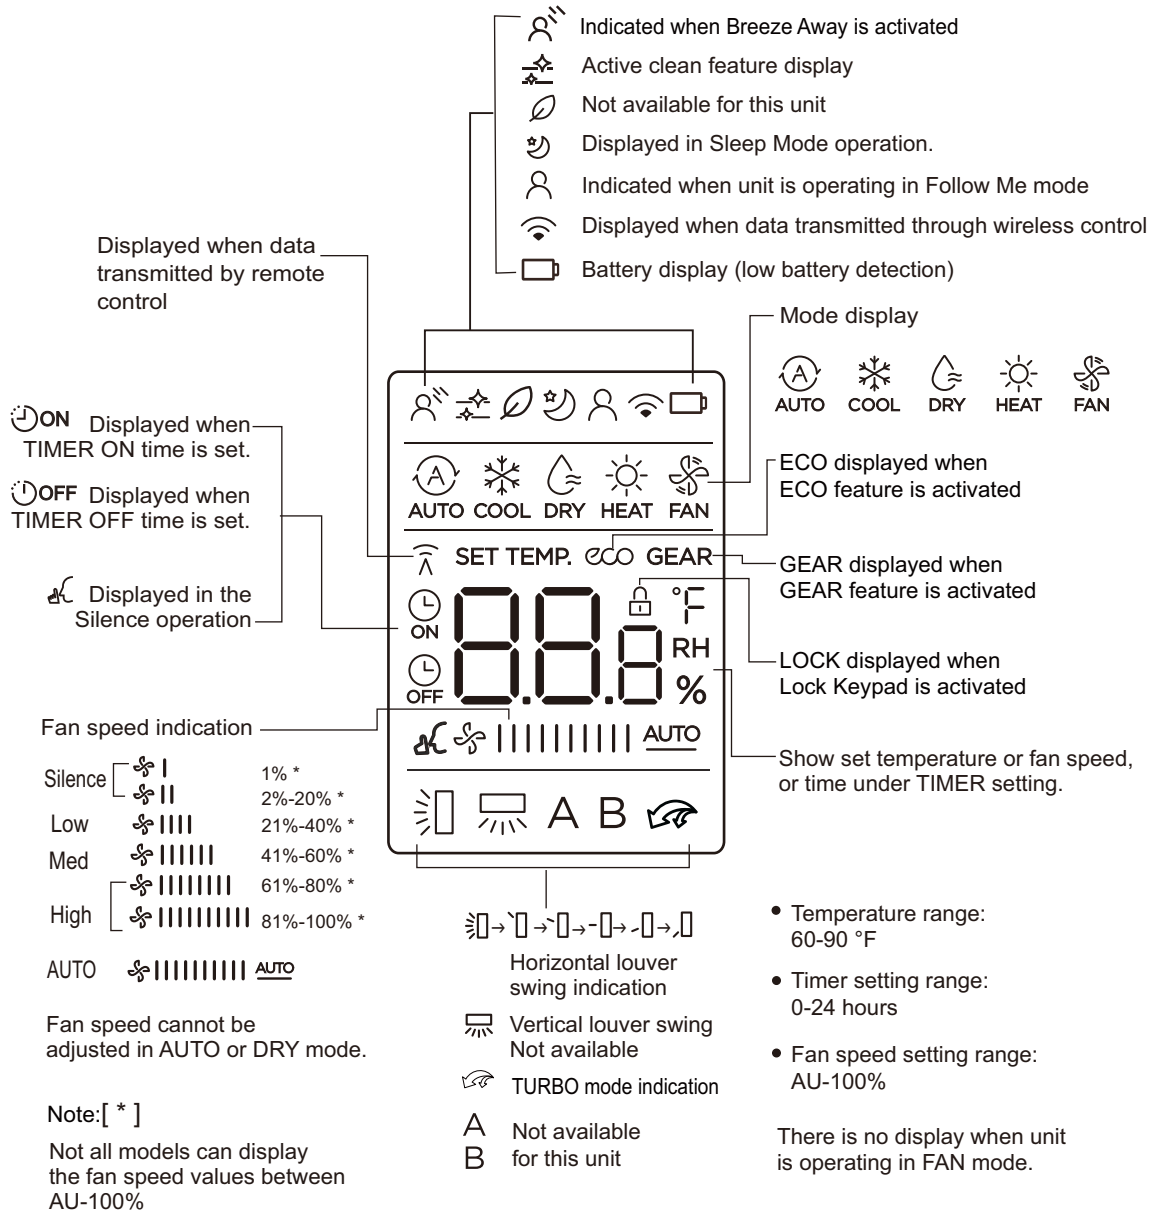 Indicated when Breeze Away is activated
Active clean feature display
Not available for this unit
Displayed in Sleep Mode operation.
Indicated when unit is operating in Follow Me mode
Displayed when data transmitted through wireless control
Battery display (low battery detection)
Displayed when data
transmitted by remote
control
Mode display
A
AUTO COOL DRY HEAT FAN
ON Displayed when
TIMER ON time is set.
OFF Displayed when
TIMER OFF time is set.
Displayed in the
Silence operation
A
AUTO COOL DRY HEAT FAN
SET TEMP. eco GEAR
ON
OFF
88.8
°F
RH
%
AUTO
A B
ECO displayed when
ECO feature is activated
GEAR displayed when
GEAR feature is activated
LOCK displayed when
Lock Keypad is activated
Show set temperature or fan speed,
or time under TIMER setting.
Fan speed indication
Silence
1% *
2%-20% *
Low 21%-40% *
Med 41%-60% *
61%-80% *
High
81%-100% *
AUTO AUTO
Fan speed cannot be
adjusted in AUTO or DRY mode.
Note:[ * ]
Not all models can display
the fan speed values between
AU-100%
Horizontal louver
swing indication
Vertical louver swing
Not available
TURBO mode indication
A Not available
B for this unit
• Temperature range:
60-90 °F
• Timer setting range:
0-24 hours
• Fan speed setting range:
AU-100%
There is no display when unit
is operating in FAN mode.